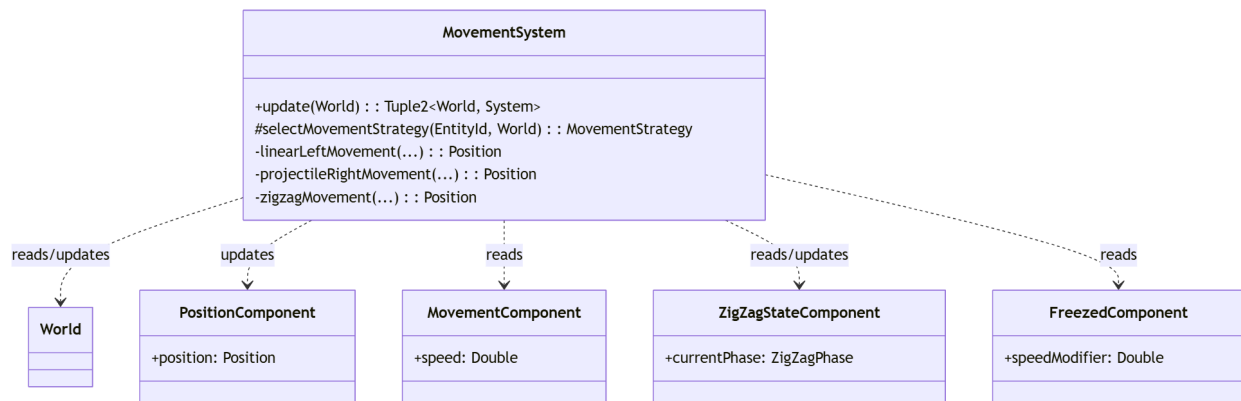 MovementSystem
+update(World) : : Tuple2<World, System>
#selectMovementStrategy(EntityId, World) : : MovementStrategy
-linearLeftMovement(...) : : Position
-projectileRightMovement(...) : : Position
-zigzagMovement(...) : : Position
reads/updates
updates
reads
reads/updates
reads
World
PositionComponent
+position: Position
MovementComponent
+speed: Double
ZigZagStateComponent
+currentPhase: ZigZagPhase
FreezedComponent
+speedModifier: Double